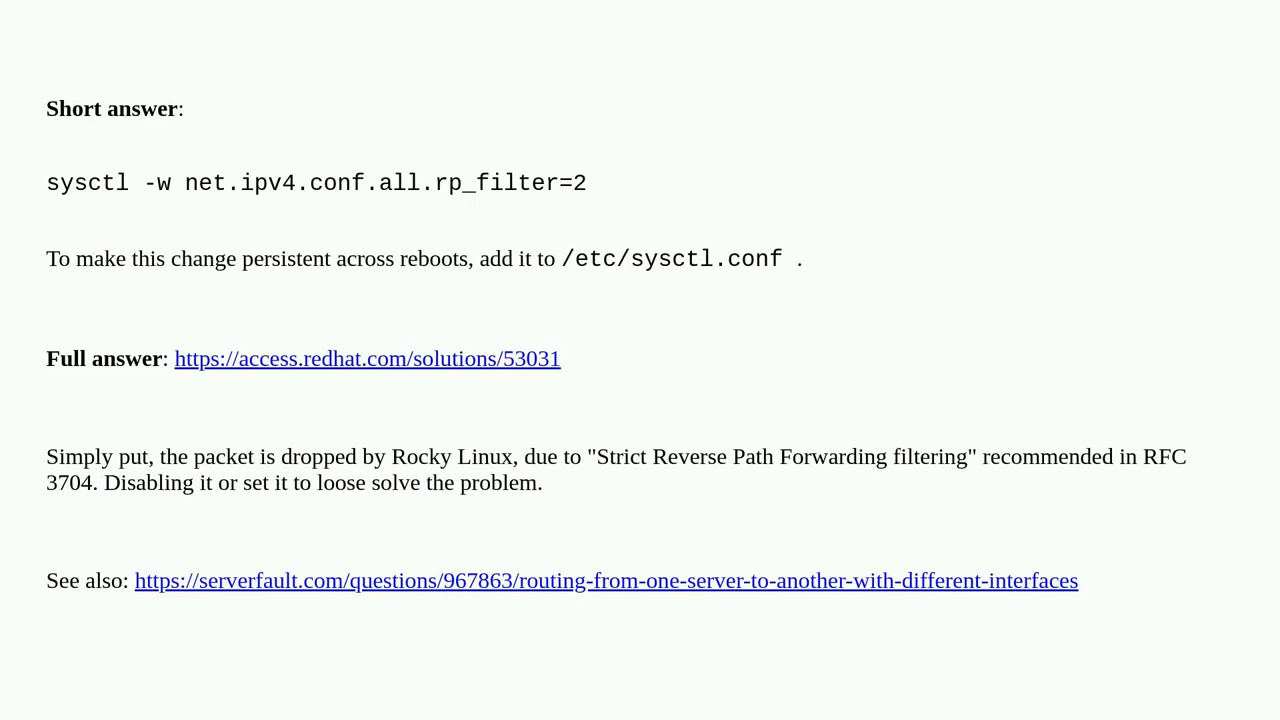 Short answer:
sysctl -w net.ipv4.conf.all.rp_filter=2
To make this change persistent across reboots, add it to /etc/sysctl.conf .
Full answer: https://access.redhat.com/solutions/53031
Simply put, the packet is dropped by Rocky Linux, due to "Strict Reverse Path Forwarding filtering" recommended in RFC
3704. Disabling it or set it to loose solve the problem.
See also: https://serverfault.com/questions/967863/routing-from-one-server-to-another-with-different-interfaces